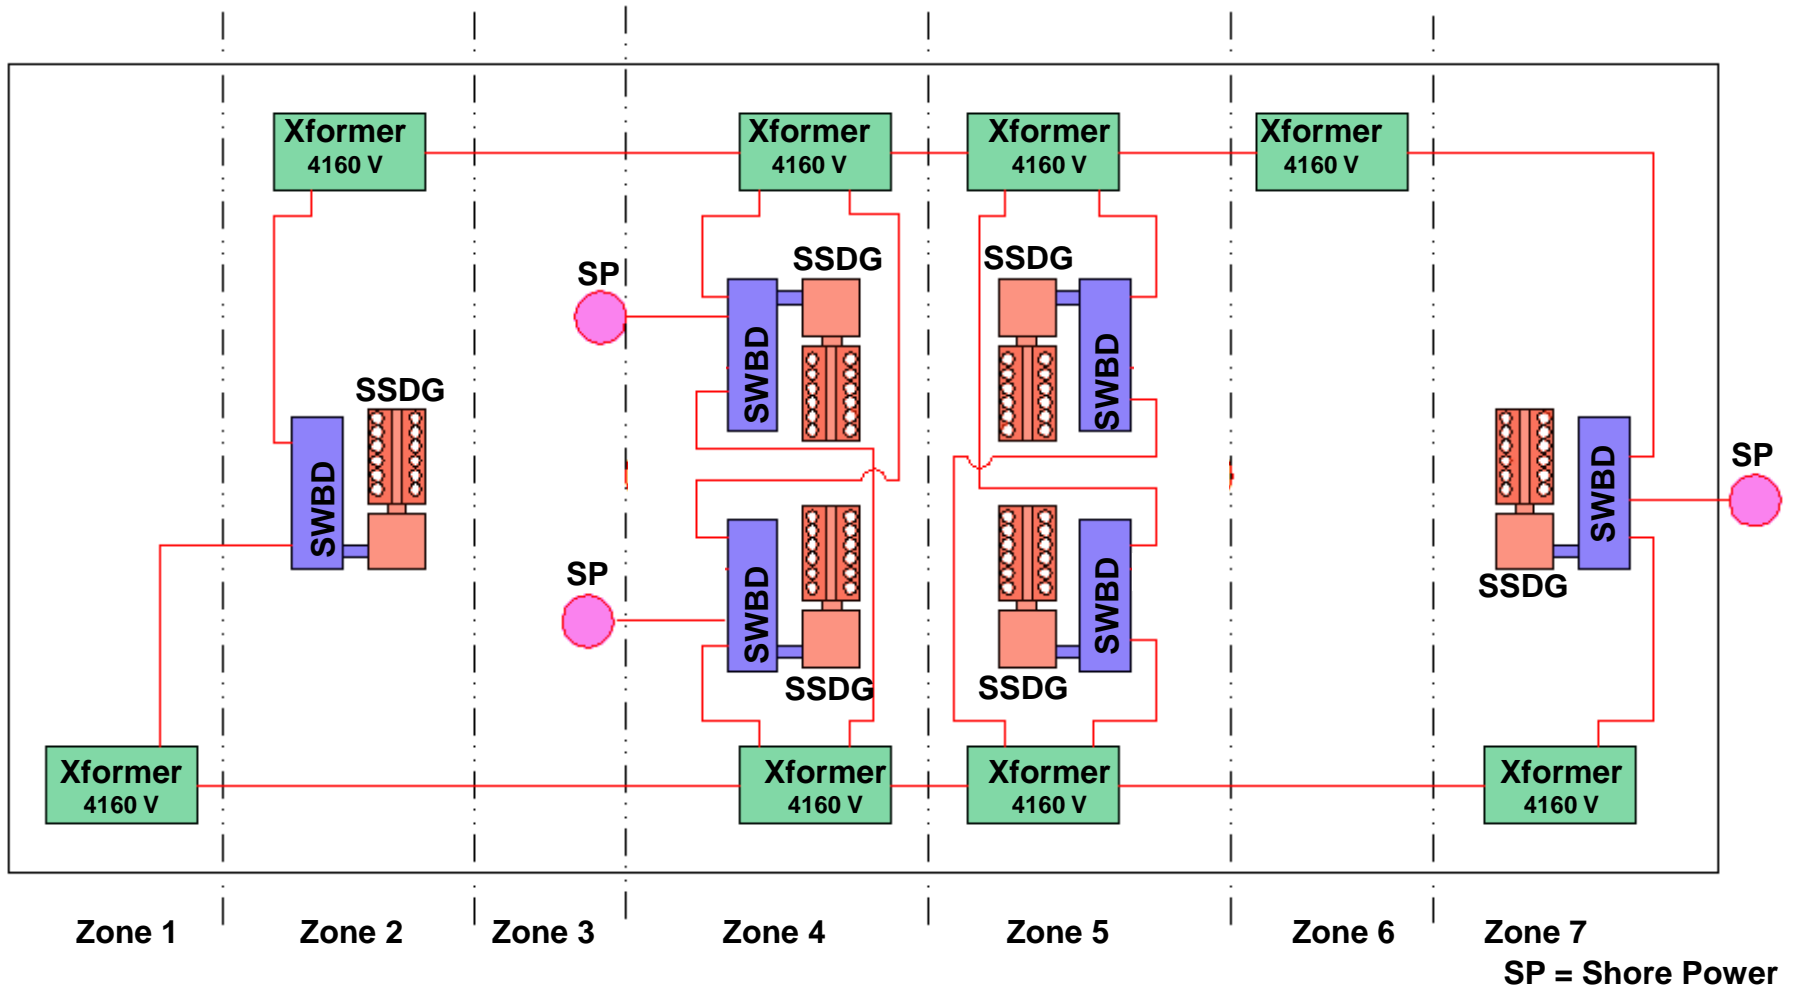 Xformer
4160 V
Xformer
4160 V
Xformer
4160 V
Xformer
4160 V
SP
SSDG
SSDG
SWBD
SWBD
SSDG
SWBD
SP
SWBD
SSDG
SP
SWBD
SWBD
SSDG
SSDG
SWBD
Xformer
4160 V
Xformer
4160 V
Xformer
4160 V
Xformer
4160 V
Zone 1
Zone 2
Zone 3
Zone 4
Zone 5
Zone 6
Zone 7
SP = Shore Power